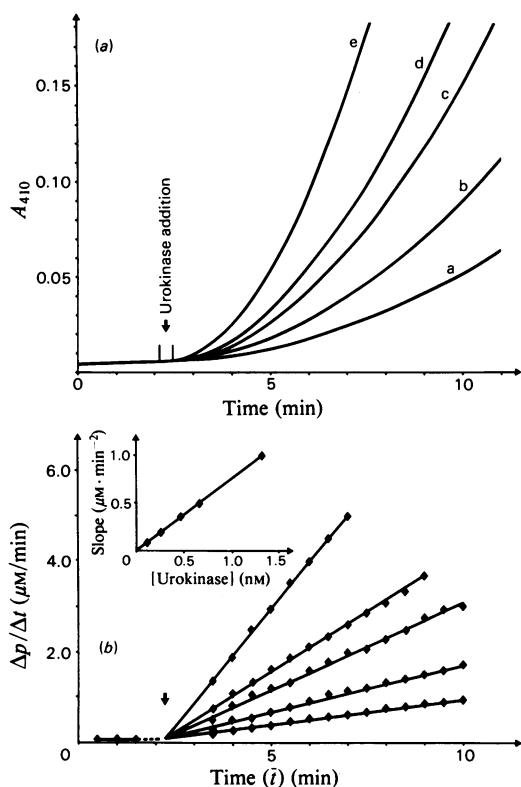 (a)
e
d
c
b
a
0.15
0.10
0.05
A410
Urokinase addition
0
5
10
Time (min)
(b)
6.0
4.0
2.0
0
Δp/Δt (μM/min)
1.0
0.5
0
Slope (μM·min⁻²)
0.5
1.0
1.5
[Urokinase] (nM)
0
5
10
Time (t̄) (min)